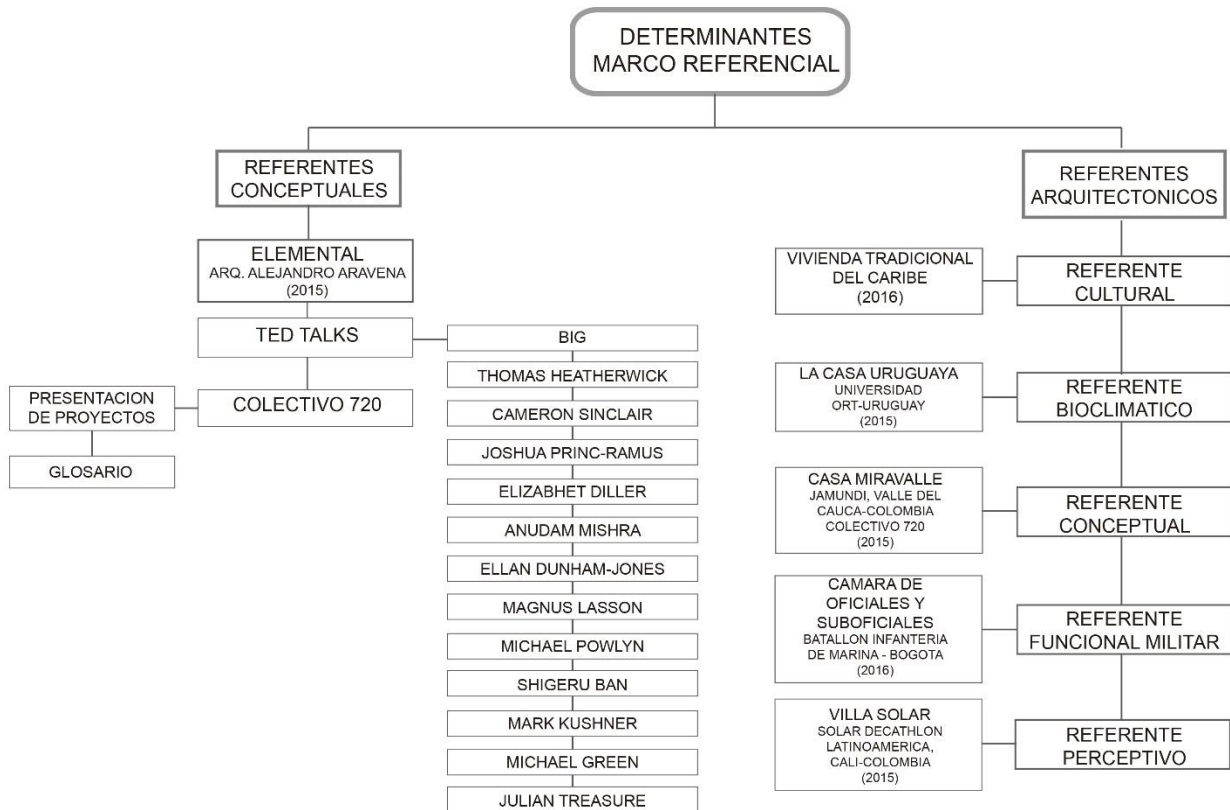 DETERMINANTES
MARCO REFERENCIAL
REFERENTES
CONCEPTUALES
ELEMENTAL
ARQ. ALEJANDRO ARAVENA
(2015)
TED TALKS
COLECTIVO 720
PRESENTACION
DE PROYECTOS
GLOSARIO
BIG
THOMAS HEATHERWICK
CAMERON SINCLAIR
JOSHUA PRINC-RAMUS
ELIZABHET DILLER
ANUDAM MISHRA
ELLAN DUNHAM-JONES
MAGNUS LASSON
MICHAEL POWLYN
SHIGERU BAN
MARK KUSHNER
MICHAEL GREEN
JULIAN TREASURE
REFERENTES
ARQUITECTONICOS
REFERENTE
CULTURAL
VIVIENDA TRADICIONAL
DEL CARIBE
(2016)
REFERENTE
BIOCLIMATICO
LA CASA URUGUAYA
UNIVERSIDAD
ORT-URUGUAY
(2015)
REFERENTE
CONCEPTUAL
CASA MIRAVALLE
JAMUNDI, VALLE DEL
CAUCA-COLOMBIA
COLECTIVO 720
(2015)
REFERENTE
FUNCIONAL MILITAR
CAMARA DE
OFICIALES Y
SUBOFICIALES
BATALLON INFANTERIA
DE MARINA - BOGOTA
(2016)
REFERENTE
PERCEPTIVO
VILLA SOLAR
SOLAR DECATHLON
LATINOAMERICA,
CALI-COLOMBIA
(2015)